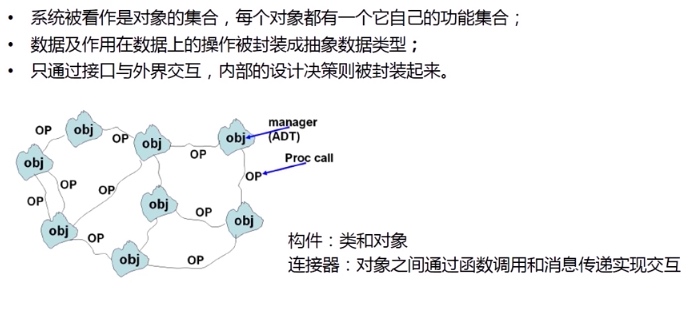 • 系统被看作是对象的集合，每个对象都有一个它自己的功能集合；
• 数据及作用在数据上的操作被封装成抽象数据类型；
• 只通过接口与外界交互，内部的设计决策则被封装起来。
manager
(ADT)
OP
obj
OP
obj
OP
obj
obj
Proc call
obj
OP
OP
OP
OP
obj
OP
obj
obj
OP
obj
OP
构件：类和对象
连接器：对象之间通过函数调用和消息传递实现交互